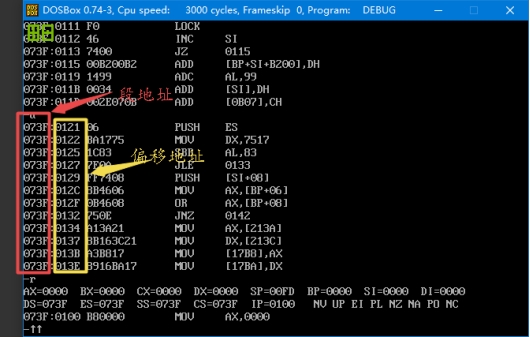 DOSBox 0.74-3, Cpu speed: 3000 cycles, Frameskip 0, Program: DEBUG
073F:0111 F0 LOCK
073F:0112 46 INC SI
073F:0113 7400 JZ 0115
073F:0115 00B200B2 ADD [BP+SI+B200],DH
073F:0119 1499 ADC AL,99
073F:011B 0034 ADD [SI],DH
073F:011D 002E070B ADD [0B07],CH
-u
段地址
073F:0121 06 PUSH ES
073F:0122 BA1775 MOV DX,7517
073F:0125 1C83 SBB AL,83
偏移地址
073F:0127 7E0A JLE 0133
073F:0129 FF7408 PUSH [SI+08]
073F:012C 8B4606 MOV AX,[BP+06]
073F:012F 0B4608 OR AX,[BP+08]
073F:0132 750E JNZ 0142
073F:0134 A13A21 MOV AX,[213A]
073F:0137 8B163C21 MOV DX,[213C]
073F:013B A3B817 MOV [17B8],AX
073F:013E 8916BA17 MOV [17BA],DX
-r
AX=0000 BX=0000 CX=0000 DX=0000 SP=00FD BP=0000 SI=0000 DI=0000
DS=073F ES=073F SS=073F CS=073F IP=0100 NV UP EI PL NZ NA PO NC
073F:0100 B80000 MOV AX,0000